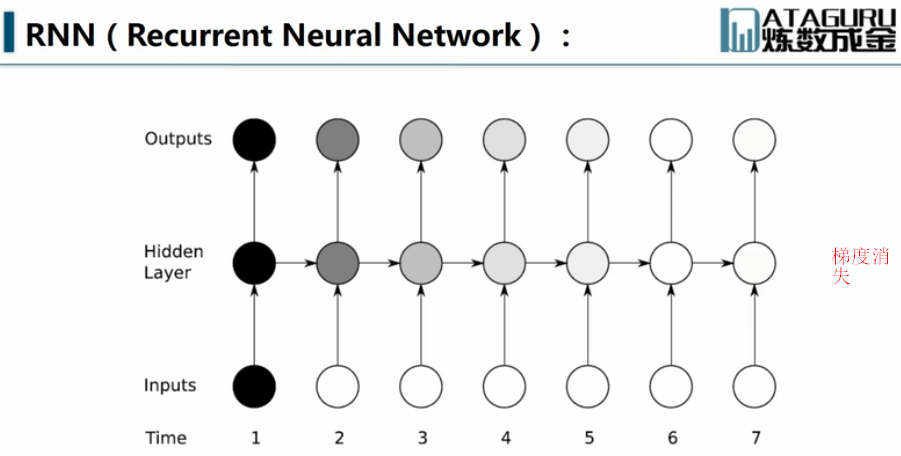 RNN（Recurrent Neural Network）：
ATAGURU
炼数成金
Outputs
Hidden
Layer
梯度消
失
Inputs
Time 1 2 3 4 5 6 7